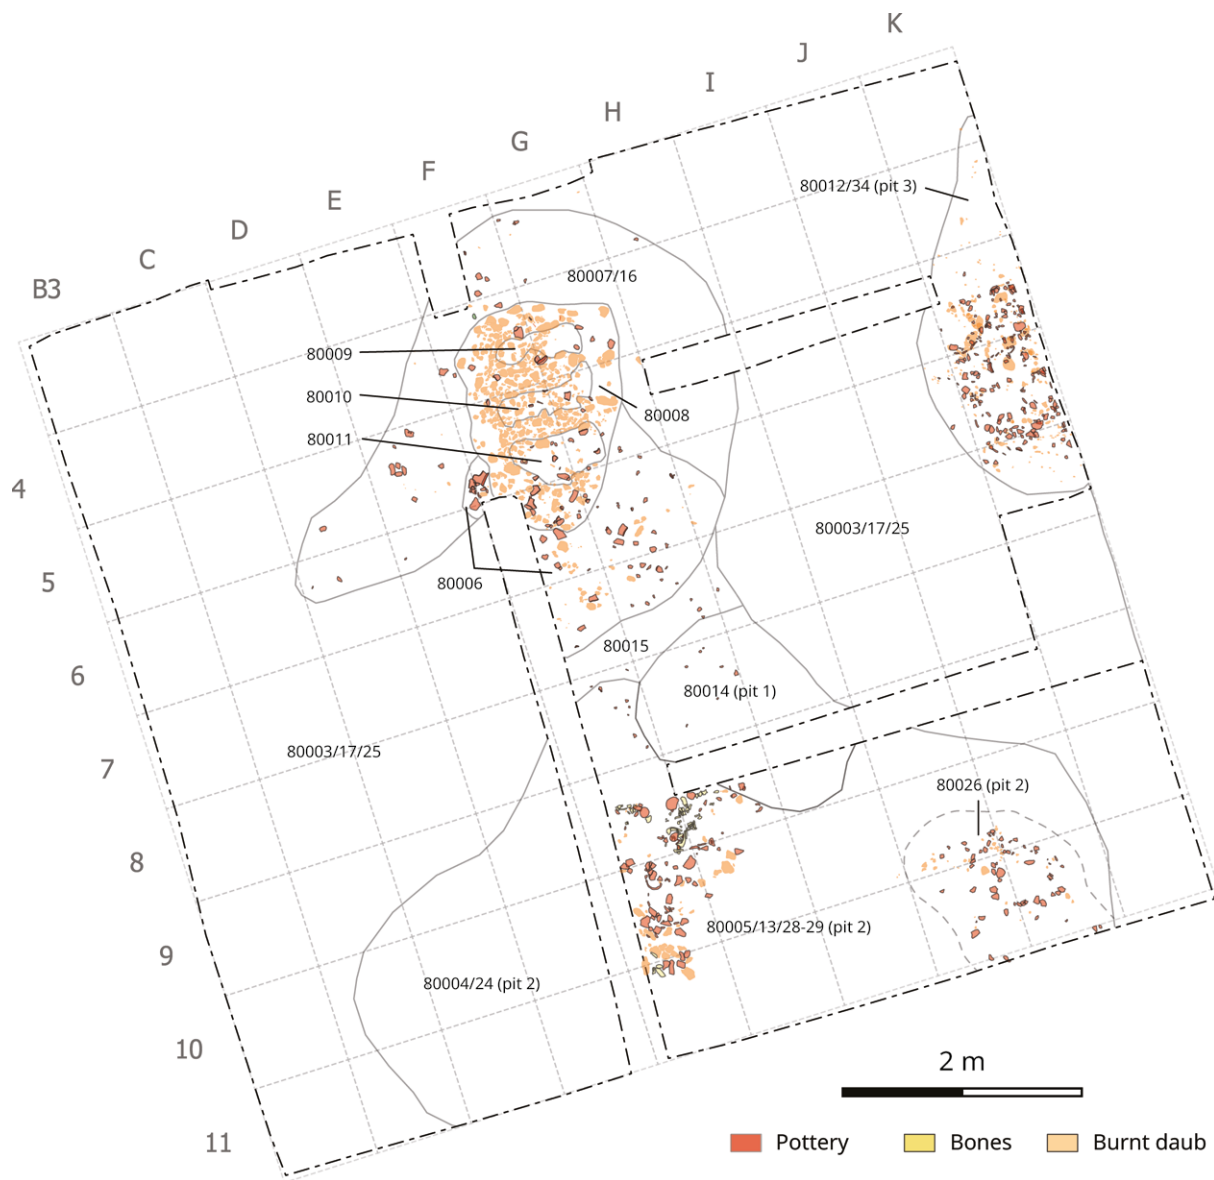 K
J
I
H
G
F
E
D
C
B3
80012/34 (pit 3)
80007/16
80009
80010
80008
80011
4
80003/17/25
5
80006
80015
6
80014 (pit 1)
80003/17/25
7
80026 (pit 2)
8
80005/13/28-29 (pit 2)
9
80004/24 (pit 2)
10
2 m
11
Pottery
Bones
Burnt daub